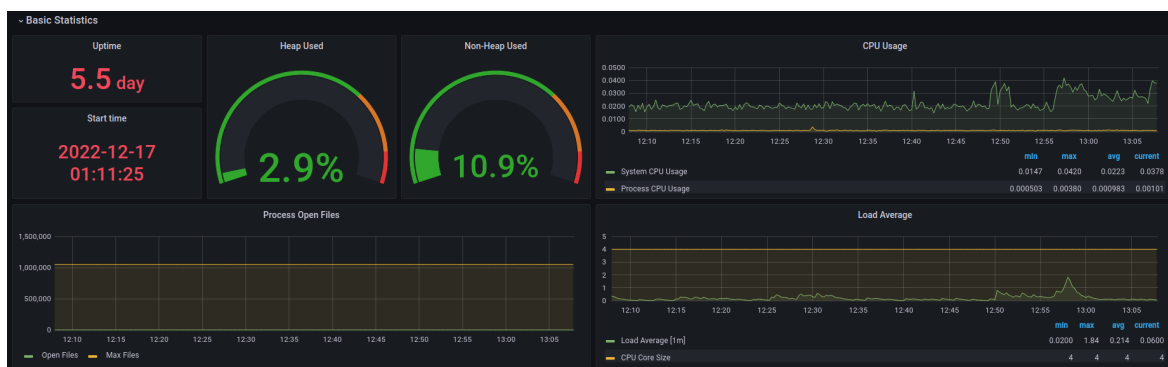 Basic Statistics
Uptime
5.5 day
Start time
2022-12-17
01:11:25
Heap Used
2.9%
Non-Heap Used
10.9%
CPU Usage
0.0500
0.0400
0.0300
0.0200
0.0100
0
12:10 12:15 12:20 12:25 12:30 12:35 12:40 12:45 12:50 12:55 13:00 13:05
min max avg current
System CPU Usage 0.0147 0.0420 0.0223 0.0378
Process CPU Usage 0.000503 0.00380 0.000983 0.00101
Process Open Files
1,500,000
1,000,000
500,000
0
12:10 12:15 12:20 12:25 12:30 12:35 12:40 12:45 12:50 12:55 13:00 13:05
Open Files Max Files
Load Average
5
4
3
2
1
0
12:10 12:15 12:20 12:25 12:30 12:35 12:40 12:45 12:50 12:55 13:00 13:05
min max avg current
Load Average [1m] 0.0200 1.84 0.214 0.0600
CPU Core Size 4 4 4 4